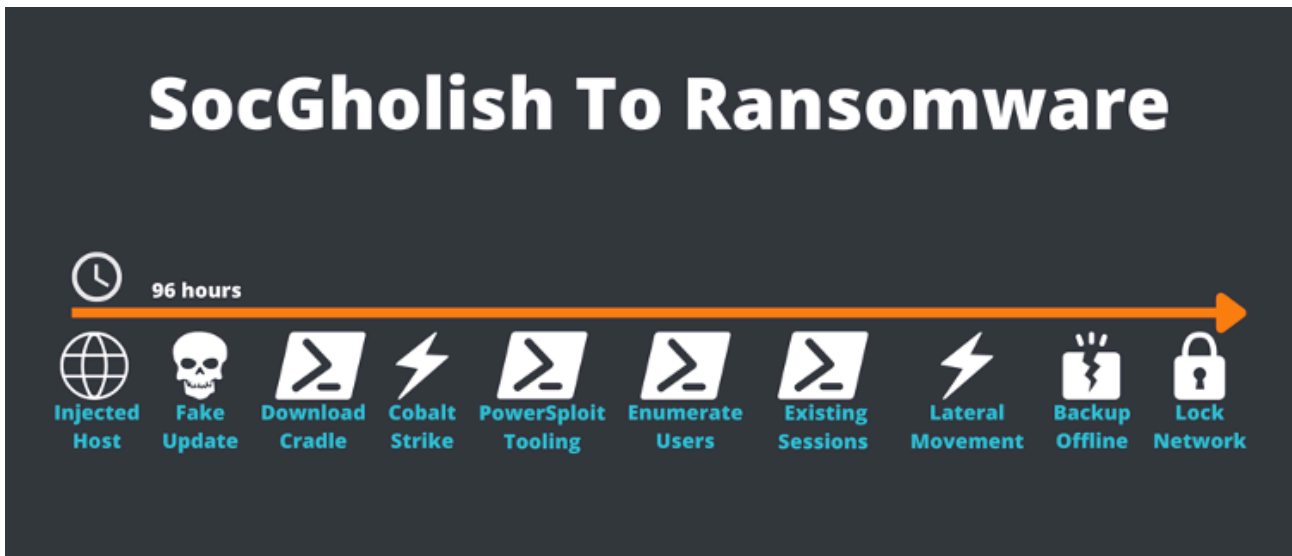 SocGholish To Ransomware
96 hours
Injected
Host
Fake
Update
Download
Cradle
Cobalt
Strike
PowerSploit
Tooling
Enumerate
Users
Existing
Sessions
Lateral
Movement
Backup
Offline
Lock
Network